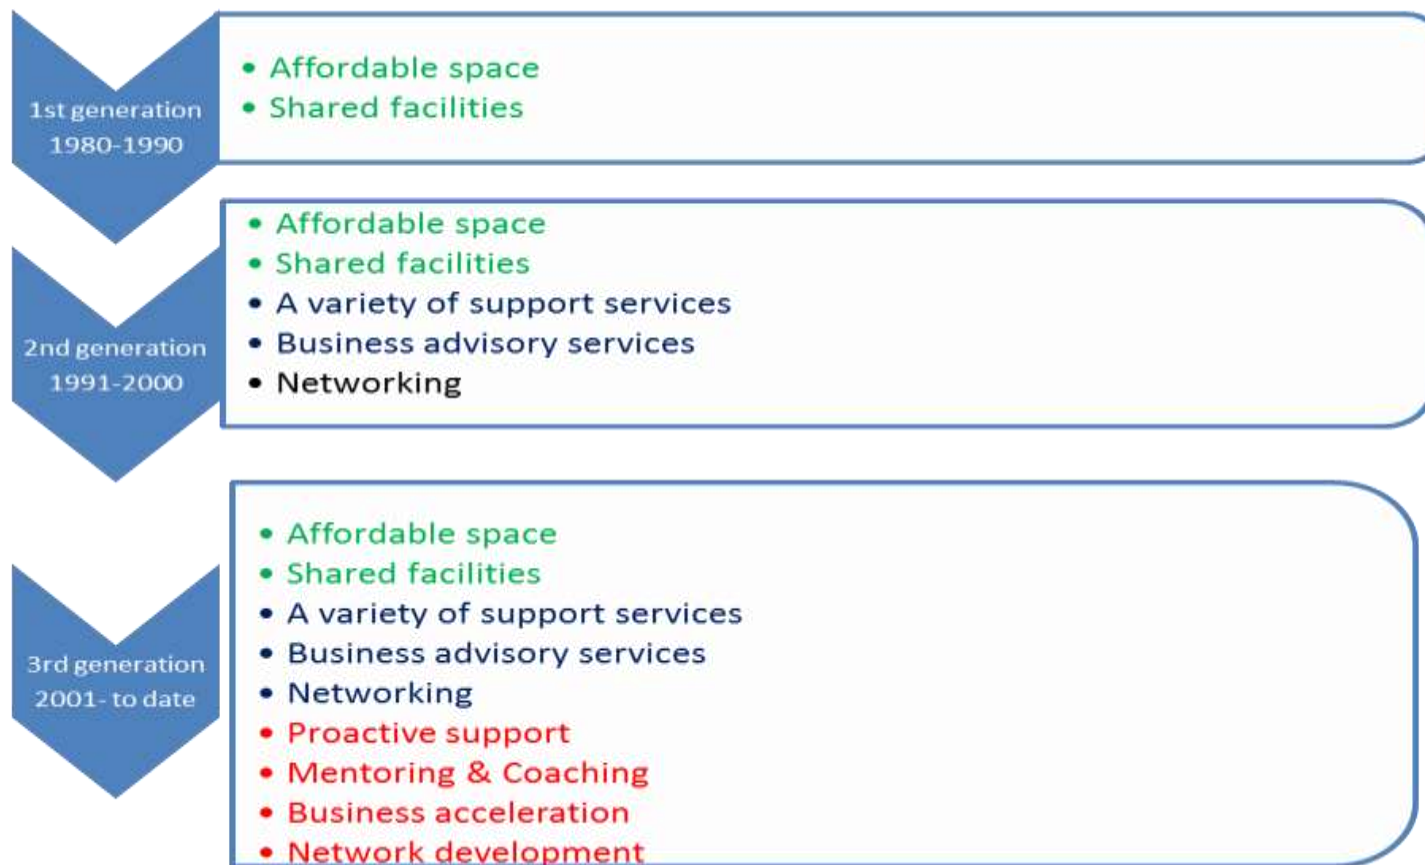 1st generation
1980-1990
• Affordable space
• Shared facilities
2nd generation
1991-2000
• Affordable space
• Shared facilities
• A variety of support services
• Business advisory services
• Networking
3rd generation
2001- to date
• Affordable space
• Shared facilities
• A variety of support services
• Business advisory services
• Networking
• Proactive support
• Mentoring & Coaching
• Business acceleration
• Network development